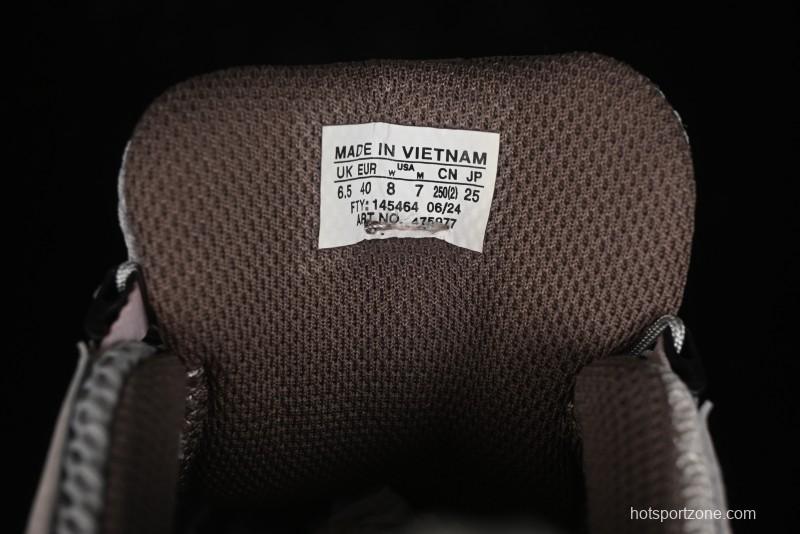 MADE IN VIETNAM
UK EUR W USA M CN JP
6.5 40 8 7 250(2) 25
FTY: 145464 06/24
ART NO. 475977
hotsportzone.com